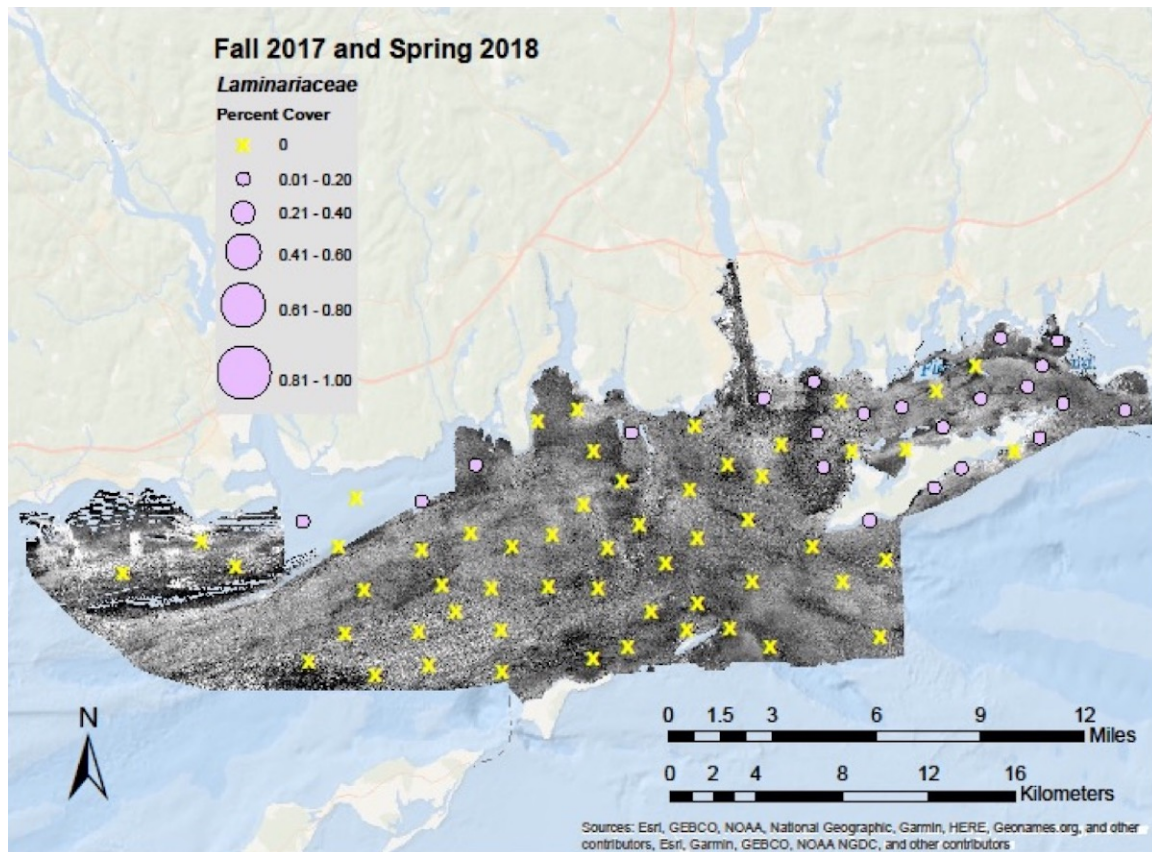 Fall 2017 and Spring 2018
Laminariaceae
Percent Cover
0
0.01 - 0.20
0.21 - 0.40
0.41 - 0.60
0.61 - 0.80
0.81 - 1.00
N
0 1.5 3 6 9 12
Miles
0 2 4 8 12 16
Kilometers
Sources: Esri, GEBCO, NOAA, National Geographic, Garmin, HERE, Geonames.org, and other
contributors, Esri, Garmin, GEBCO, NOAA NGDC, and other contributors